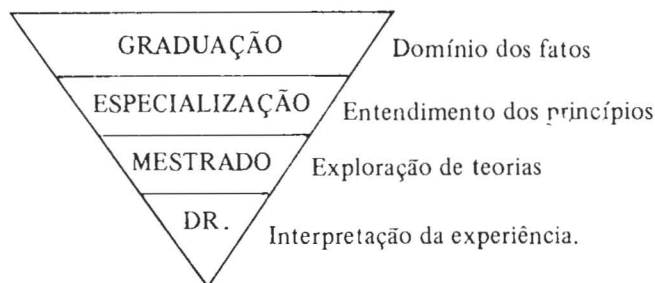 GRADUAÇÃO Domínio dos fatos
ESPECIALIZAÇÃO Entendimento dos princípios
MESTRADO Exploração de teorias
DR. Interpretação da experiência.